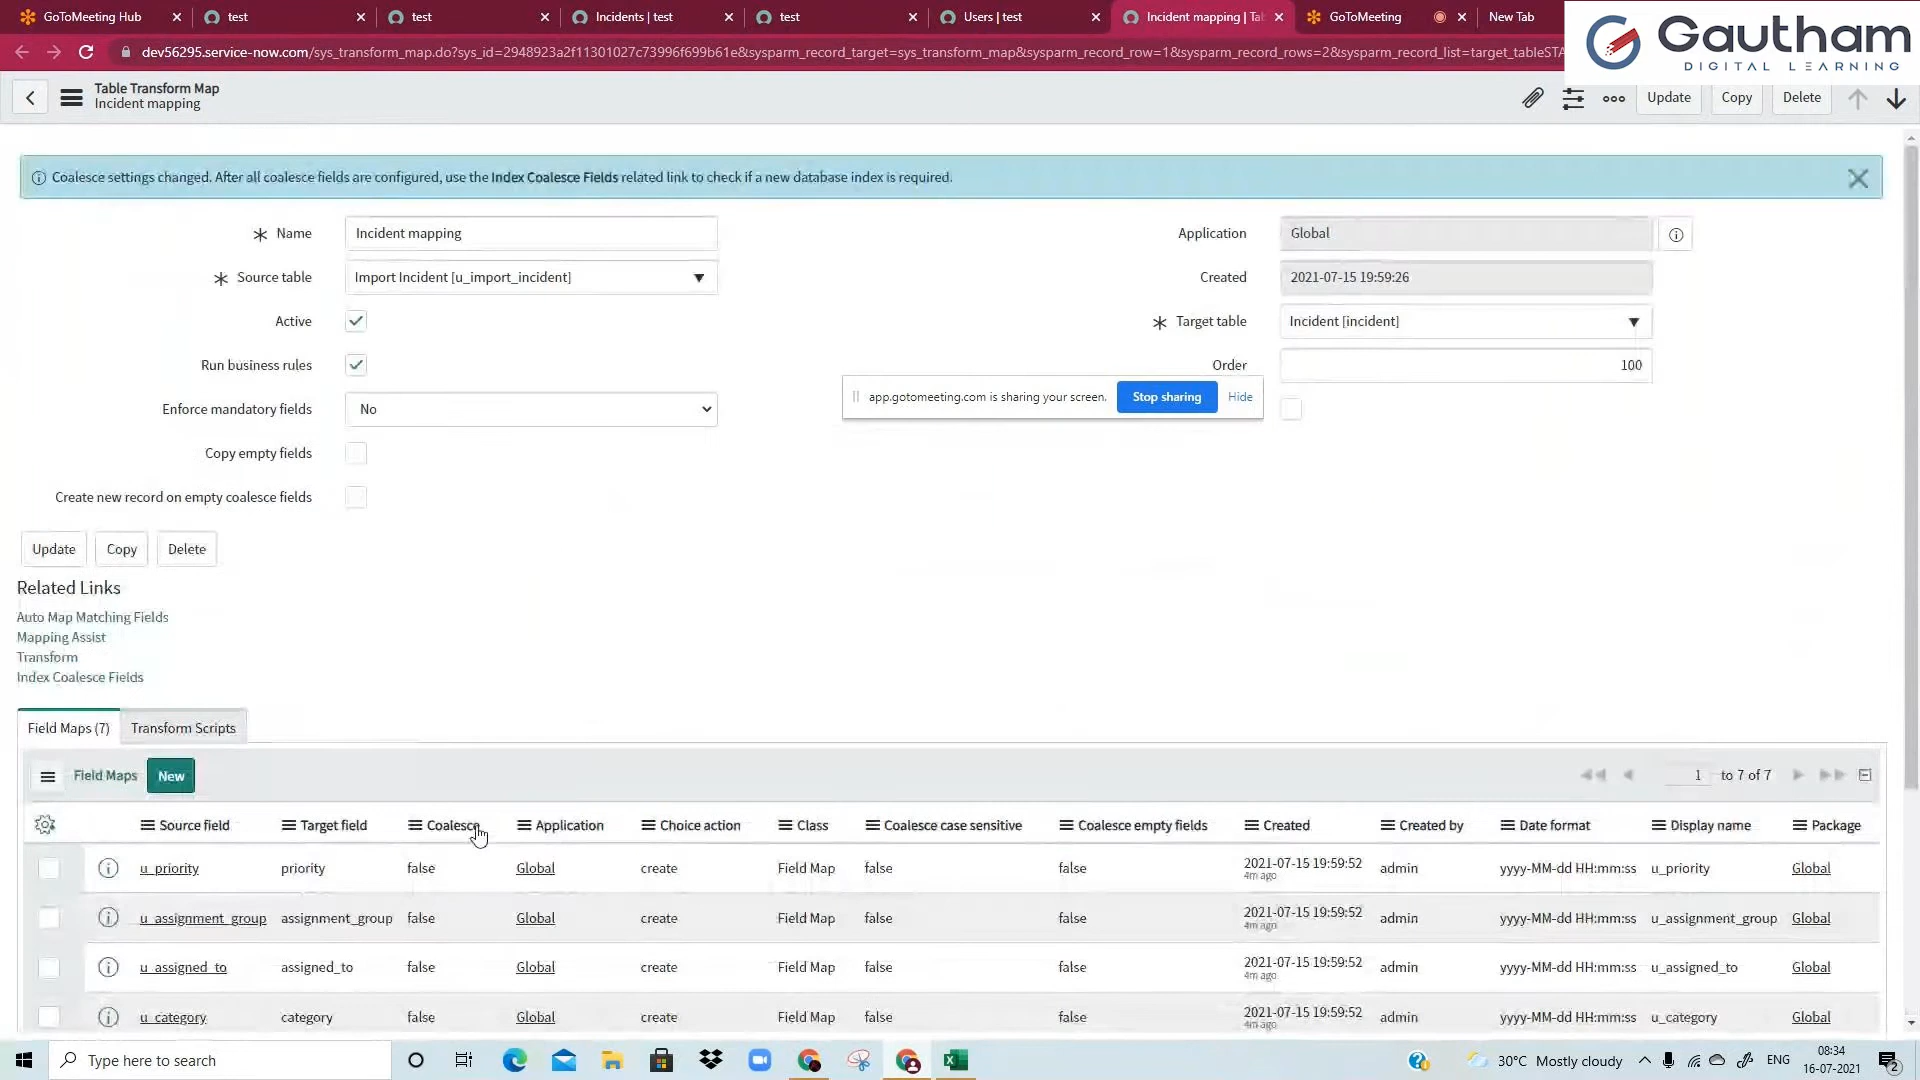 GoToMeeting Hub
test
test
Incidents | test
test
Users | test
Incident mapping | Ta
GoToMeeting
New Tab
Gautham
DIGITAL LEARNING
dev56295.service-now.com/sys_transform_map.do?sys_id=2948923a2f11301027c73996f699b61e&sysparm_record_target=sys_transform_map&sysparm_record_row=1&sysparm_record_rows=2&sysparm_record_list=target_tableSTA
Table Transform Map
Incident mapping
Update
Copy
Delete
Coalesce settings changed. After all coalesce fields are configured, use the Index Coalesce Fields related link to check if a new database index is required.
Name
Incident mapping
Application
Global
Source table
Import Incident [u_import_incident]
Created
2021-07-15 19:59:26
Active
Target table
Incident [incident]
Run business rules
Order
100
Enforce mandatory fields
No
app.gotomeeting.com is sharing your screen.
Stop sharing
Hide
Copy empty fields
Create new record on empty coalesce fields
Update
Copy
Delete
Related Links
Auto Map Matching Fields
Mapping Assist
Transform
Index Coalesce Fields
Field Maps (7)
Transform Scripts
Field Maps
New
1 to 7 of 7
Source field Target field Coalesce Application Choice action Class Coalesce case sensitive Coalesce empty fields Created Created by Date format Display name Package
u_priority priority false Global create Field Map false false 2021-07-15 19:59:52 admin yyyy-MM-dd HH:mm:ss u_priority Global
4m ago
u_assignment_group assignment_group false Global create Field Map false false 2021-07-15 19:59:52 admin yyyy-MM-dd HH:mm:ss u_assignment_group Global
4m ago
u_assigned_to assigned_to false Global create Field Map false false 2021-07-15 19:59:52 admin yyyy-MM-dd HH:mm:ss u_assigned_to Global
4m ago
u_category category false Global create Field Map false false 2021-07-15 19:59:52 admin yyyy-MM-dd HH:mm:ss u_category Global
4m ago
Type here to search
30°C Mostly cloudy
ENG
08:34
16-07-2021
2